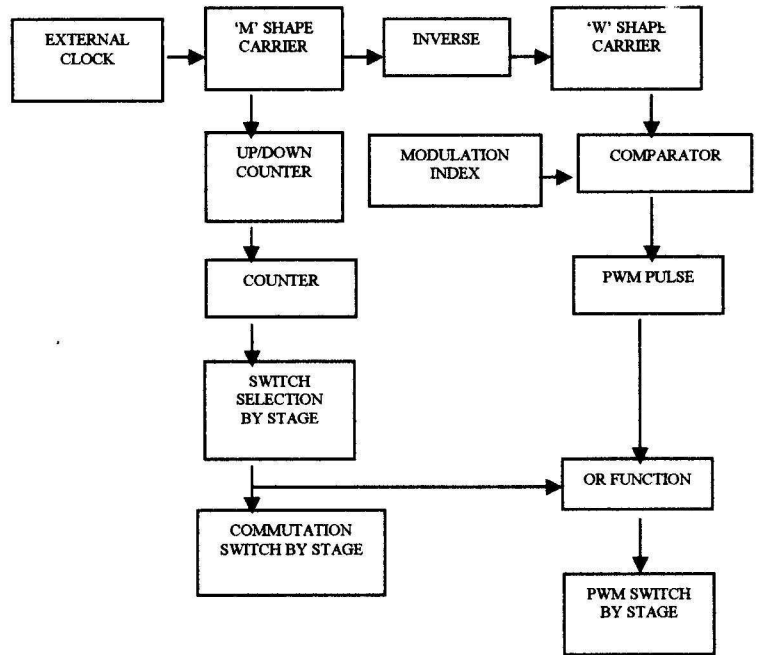 EXTERNAL
CLOCK
‘M’ SHAPE
CARRIER
INVERSE
‘W’ SHAPE
CARRIER
UP/DOWN
COUNTER
MODULATION
INDEX
COMPARATOR
COUNTER
PWM PULSE
SWITCH
SELECTION
BY STAGE
OR FUNCTION
COMMUTATION
SWITCH BY STAGE
PWM SWITCH
BY STAGE